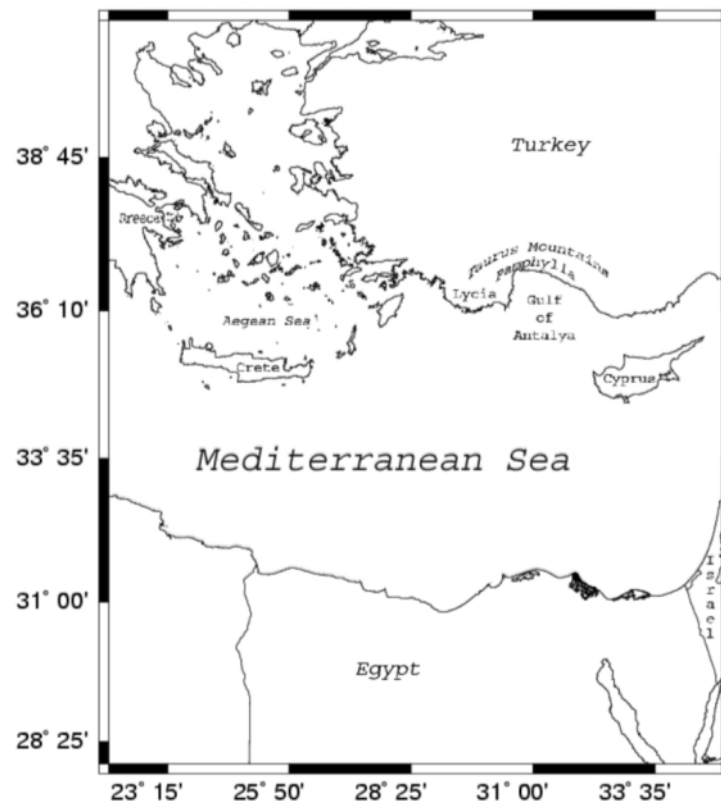 38° 45'
36° 10'
33° 35'
31° 00'
28° 25'
23° 15'
25° 50'
28° 25'
31° 00'
33° 35'
Turkey
Greece
Taurus Mountains
Pamphylla
Lycia
Gulf
of
Antalya
Aegean Sea
Crete
Cyprus
Mediterranean Sea
Israel
Egypt